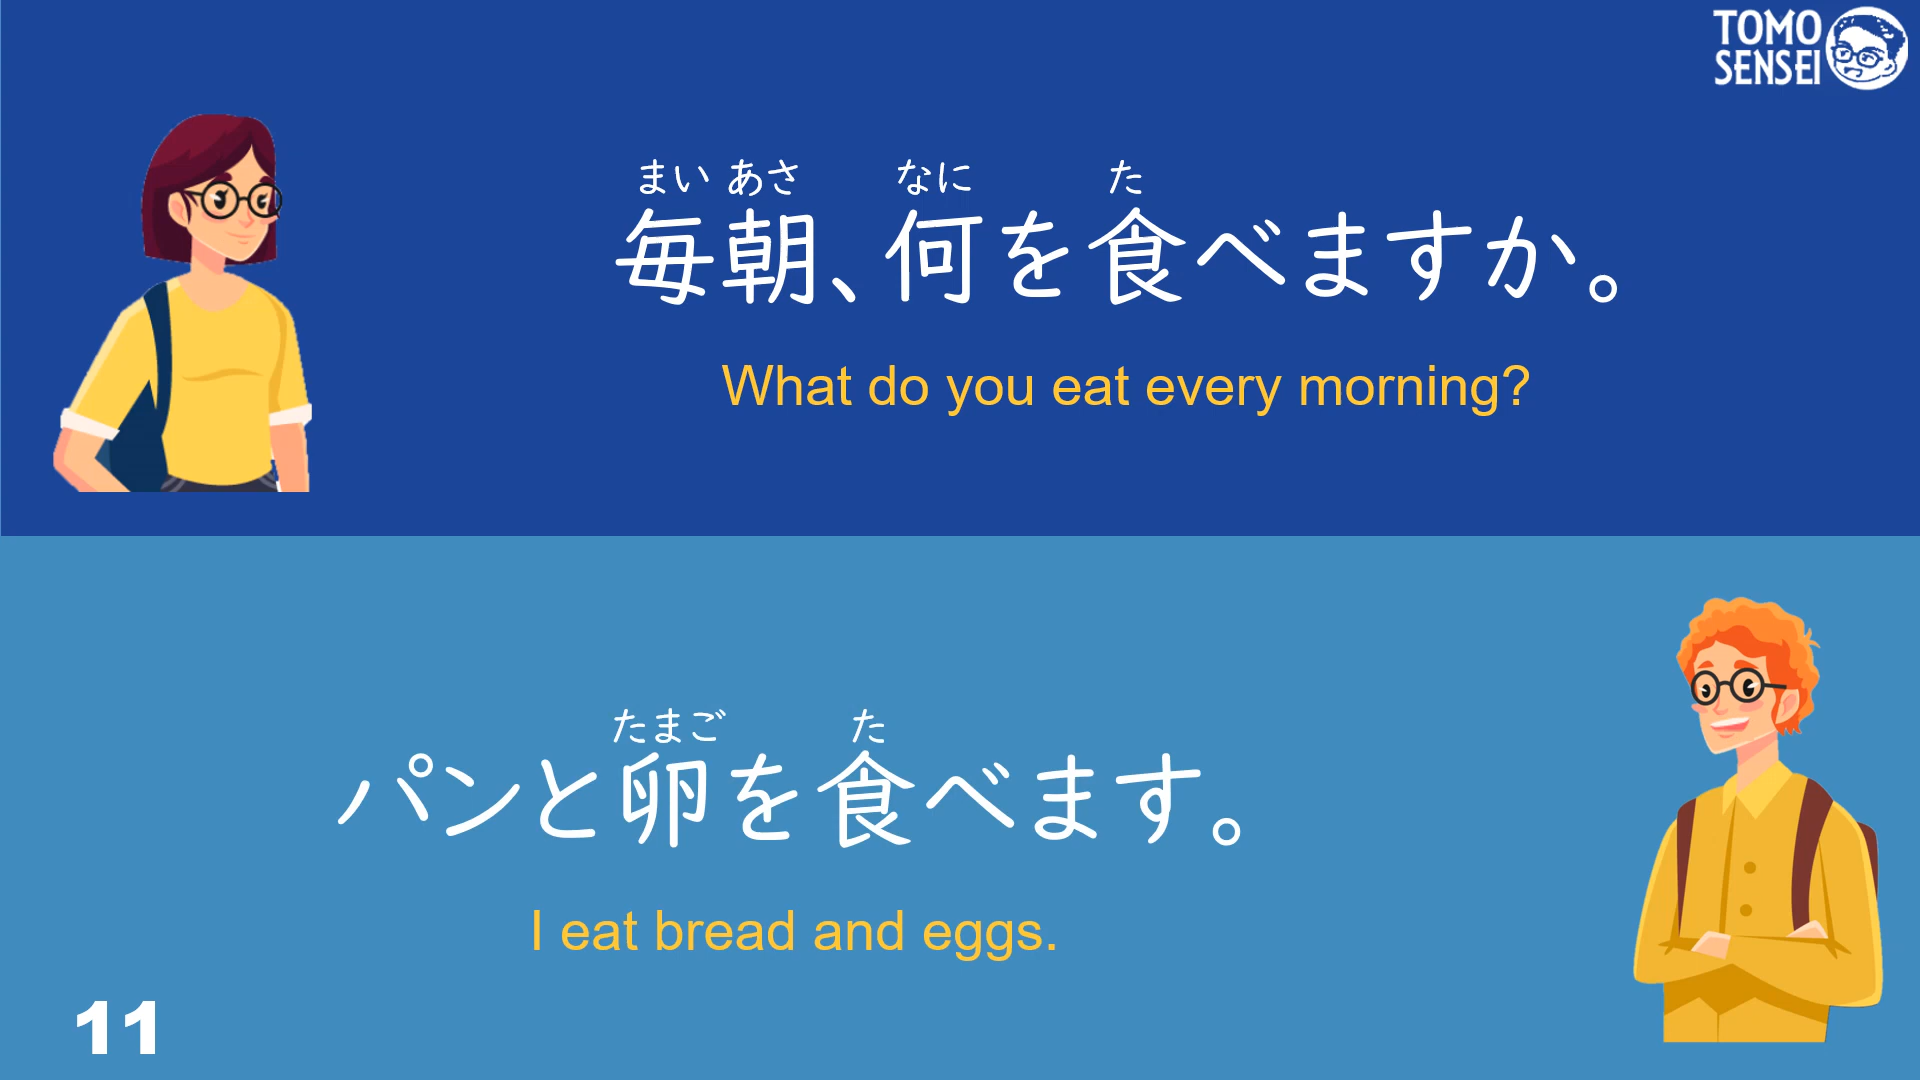 TOMO
SENSEI
まい あさ なに た
毎朝、何を食べますか。
What do you eat every morning?
たまご た
パンと卵を食べます。
I eat bread and eggs.
11